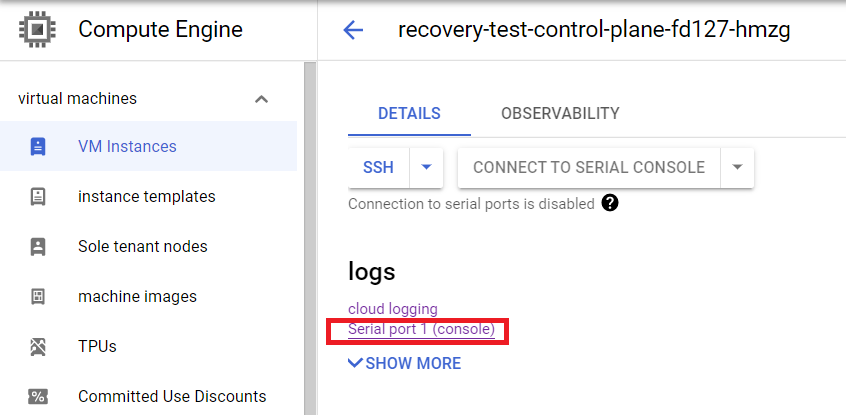 Compute Engine
recovery-test-control-plane-fd127-hmzg
virtual machines
VM Instances
instance templates
Sole tenant nodes
machine images
TPUs
Committed Use Discounts
DETAILS
OBSERVABILITY
SSH
CONNECT TO SERIAL CONSOLE
Connection to serial ports is disabled ?
logs
cloud logging
Serial port 1 (console)
SHOW MORE